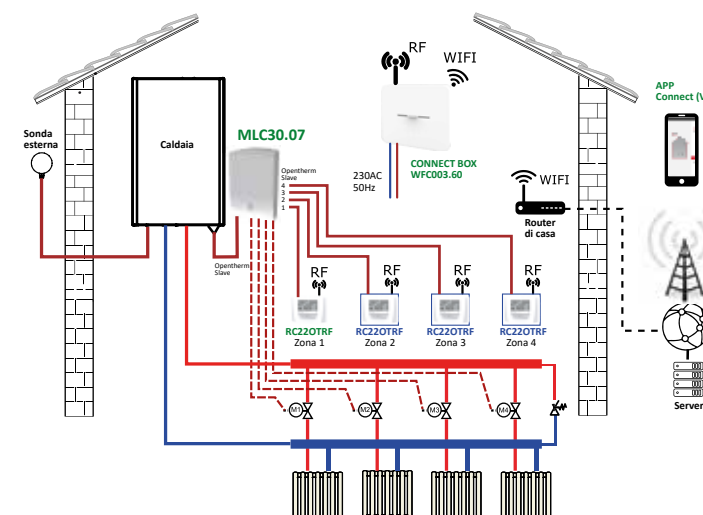 RF
WIFI
APP
Connect (V
Sonda
esterna
Caldaia
MLC30.07
Opentherm
Slave
4
3
2
1
230AC
50Hz
CONNECT BOX
WFC003.60
WIFI
Router
di casa
Opentherm
Slave
RF
RF
RF
RF
RC22OTRF
Zona 1
RC22OTRF
Zona 2
RC22OTRF
Zona 3
RC22OTRF
Zona 4
M1
M2
M3
M4
Server